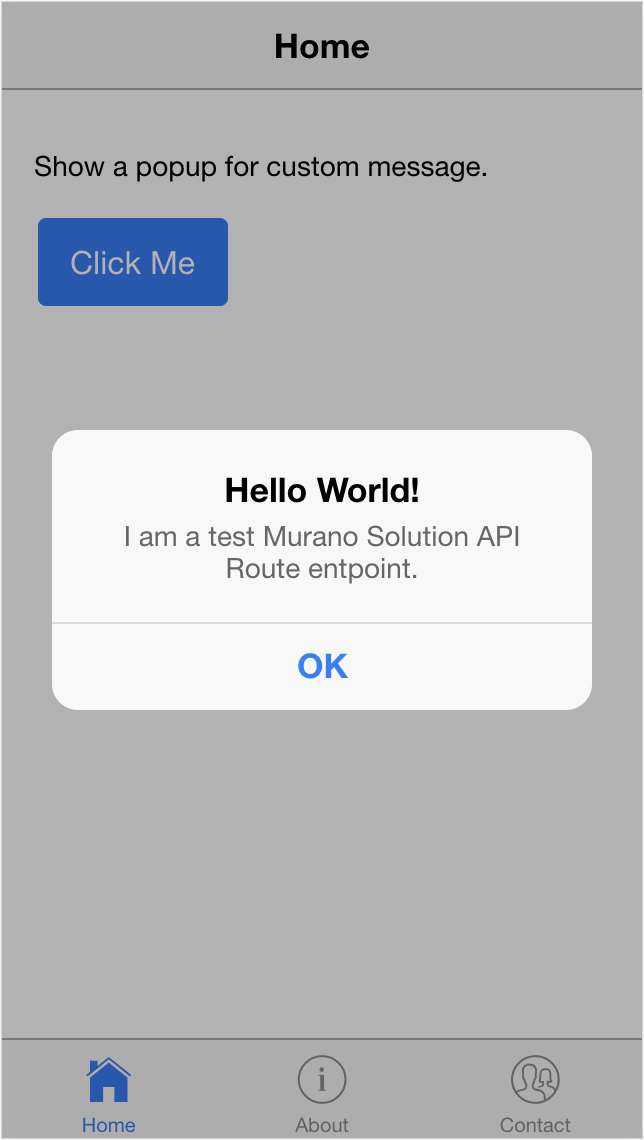 Home
Show a popup for custom message.
Click Me
Hello World!
I am a test Murano Solution API
Route entpoint.
OK
Home
About
Contact